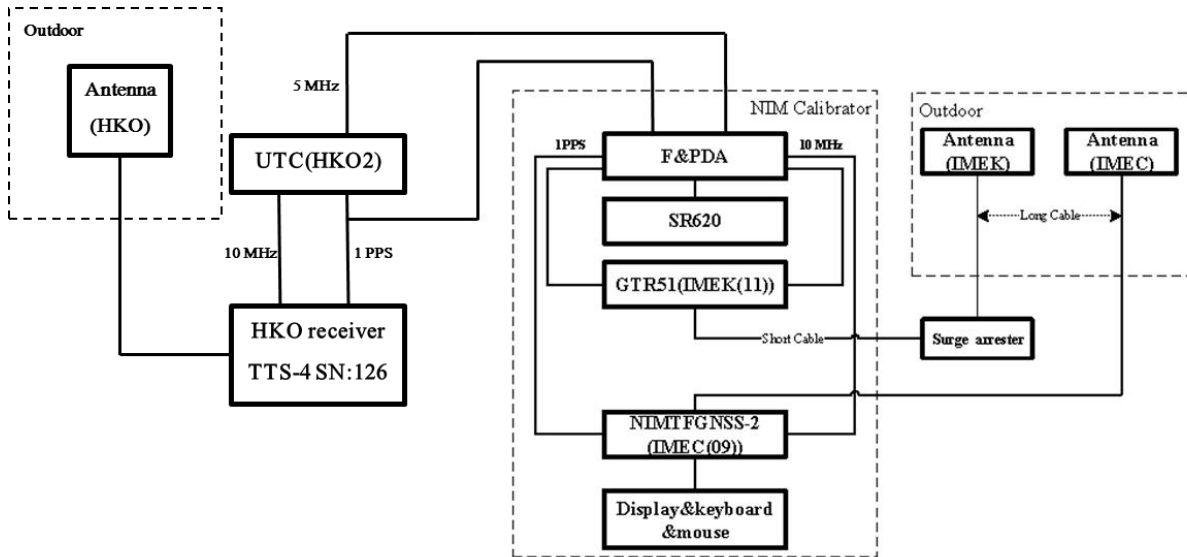 Outdoor
Antenna
(HKO)
5 MHz
UTC(HKO2)
10 MHz
1 PPS
HKO receiver
TTS-4 SN:126
NIM Calibrator
1PPS
F&PDA
10 MHz
SR620
GTR51(IMEK(11))
Short Cable
NIMTFGNSS-2
(IMEC(09))
Display&keyboard
&mouse
Outdoor
Antenna
(IMEK)
Antenna
(IMEC)
Long Cable
Surge arrester